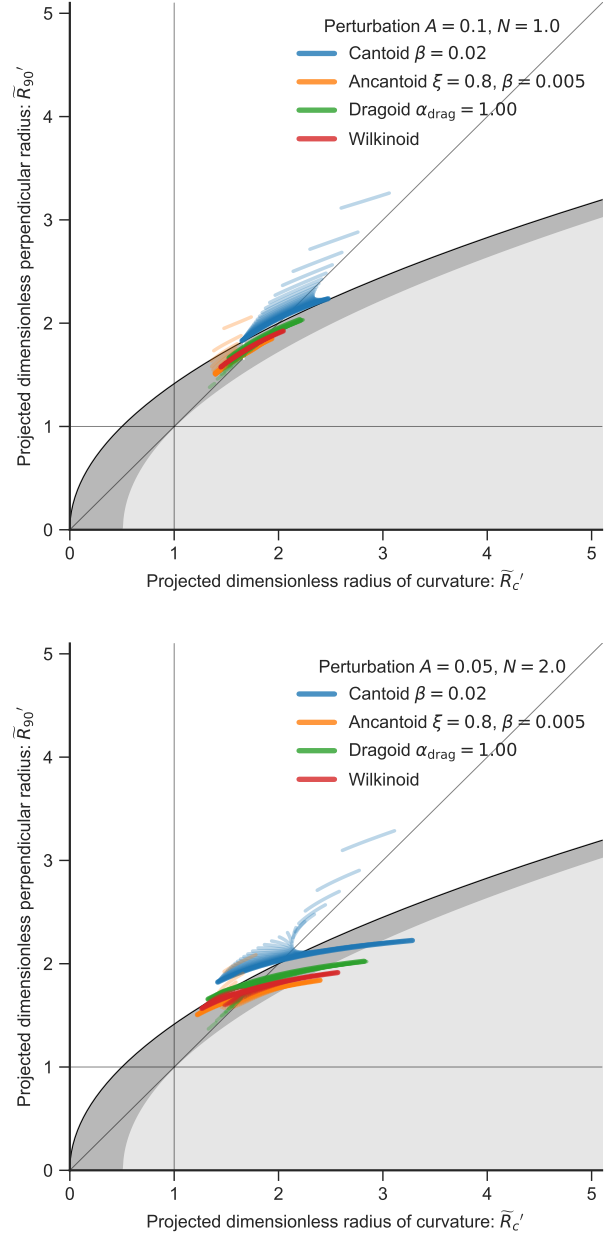 Perturbation A = 0.1, N = 1.0
Cantoid β = 0.02
Ancantoid ξ = 0.8, β = 0.005
Dragoid α_drag = 1.00
Wilkinoid
Projected dimensionless perpendicular radius: R̃₉₀′
5
4
3
2
1
0
0 1 2 3 4 5
Projected dimensionless radius of curvature: R̃_c′
Perturbation A = 0.05, N = 2.0
Cantoid β = 0.02
Ancantoid ξ = 0.8, β = 0.005
Dragoid α_drag = 1.00
Wilkinoid
Projected dimensionless perpendicular radius: R̃₉₀′
5
4
3
2
1
0
0 1 2 3 4 5
Projected dimensionless radius of curvature: R̃_c′